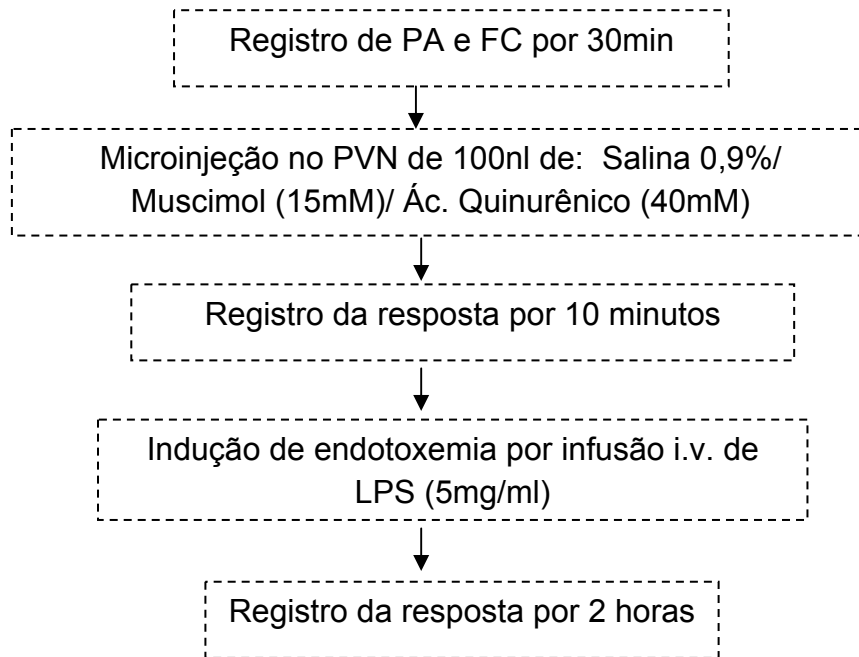 Registro de PA e FC por 30min
Microinjeção no PVN de 100nl de:  Salina 0,9%/
Muscimol (15mM)/ Ác. Quinurênico (40mM)
Registro da resposta por 10 minutos
Indução de endotoxemia por infusão i.v. de
LPS (5mg/ml)
Registro da resposta por 2 horas